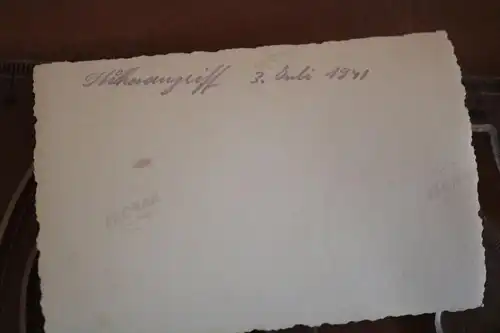 Stukaangriff 3. Juli 1941